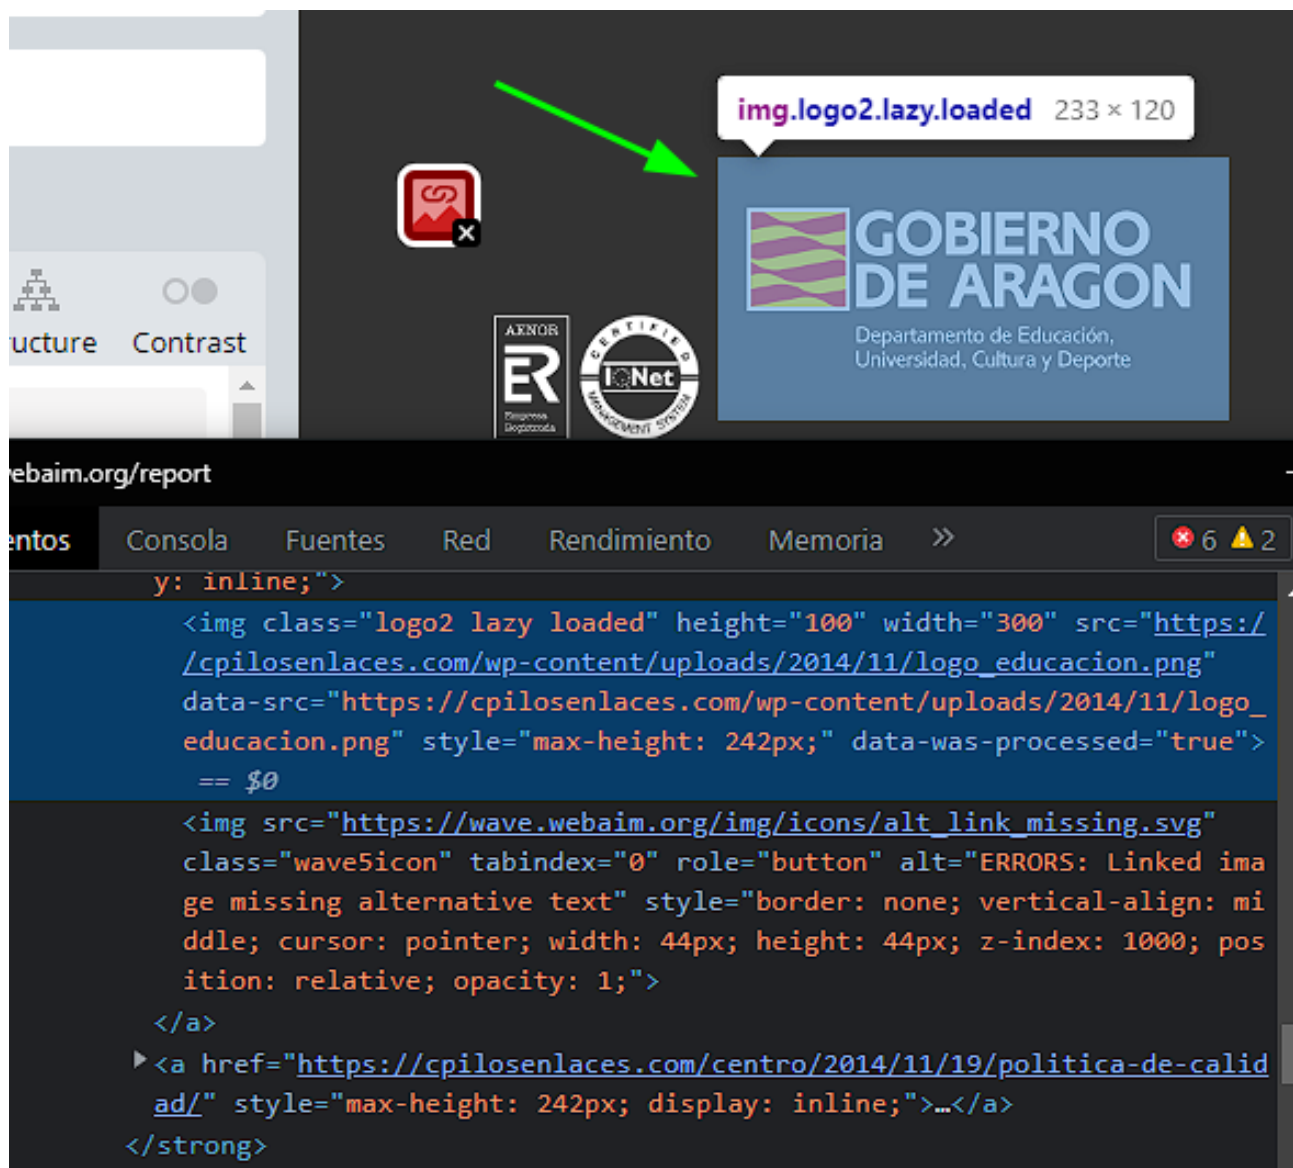 img.logo2.lazy.loaded 233 × 120
GOBIERNO
DE ARAGON
Departamento de Educación,
Universidad, Cultura y Deporte
AENOR
ER
Empresa
Registrada
CERTIFIED
IQNet
MANAGEMENT SYSTEM
ucture Contrast
ebaim.org/report
entos Consola Fuentes Red Rendimiento Memoria » 6 2
y: inline;">
<img class="logo2 lazy loaded" height="100" width="300" src="https:/
/cpilosenlaces.com/wp-content/uploads/2014/11/logo_educacion.png"
data-src="https://cpilosenlaces.com/wp-content/uploads/2014/11/logo_
educacion.png" style="max-height: 242px;" data-was-processed="true">
== $0
<img src="https://wave.webaim.org/img/icons/alt_link_missing.svg"
class="wave5icon" tabindex="0" role="button" alt="ERRORS: Linked ima
ge missing alternative text" style="border: none; vertical-align: mi
ddle; cursor: pointer; width: 44px; height: 44px; z-index: 1000; pos
ition: relative; opacity: 1;">
</a>
<a href="https://cpilosenlaces.com/centro/2014/11/19/politica-de-calid
ad/" style="max-height: 242px; display: inline;">…</a>
</strong>